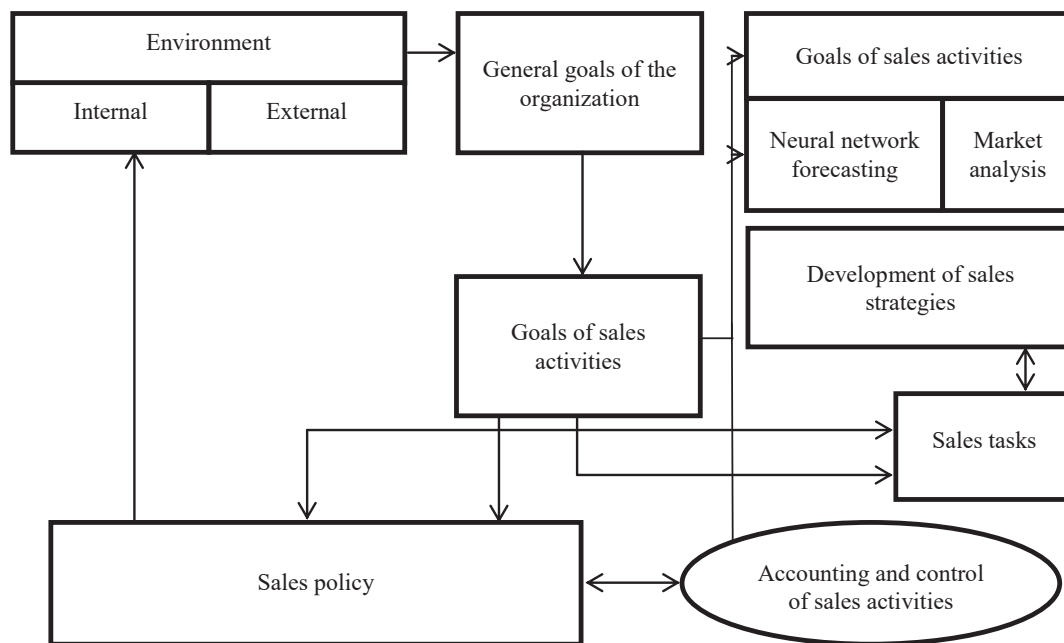 Environment
Internal
External
General goals of the
organization
Goals of sales activities
Neural network
forecasting
Market
analysis
Development of sales
strategies
Goals of sales
activities
Sales tasks
Sales policy
Accounting and control
of sales activities